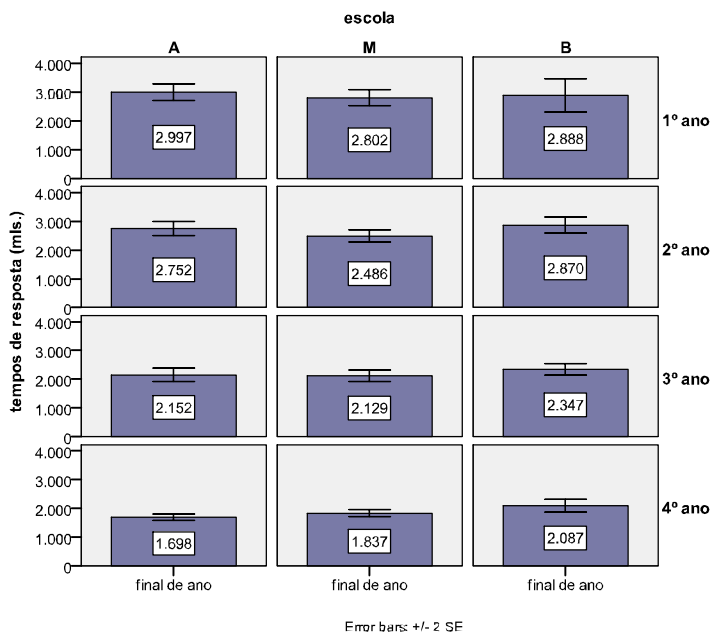 escola
A M B
4.000
3.000
2.000
1.000
0
2.997 2.802 2.888
1º ano
4.000
3.000
2.000
1.000
0
2.752 2.486 2.870
2º ano
4.000
3.000
2.000
1.000
0
2.152 2.129 2.347
3º ano
4.000
3.000
2.000
1.000
0
1.698 1.837 2.087
4º ano
tempos de resposta (mls.)
final de ano final de ano final de ano
Error bars: +/- 2 SE